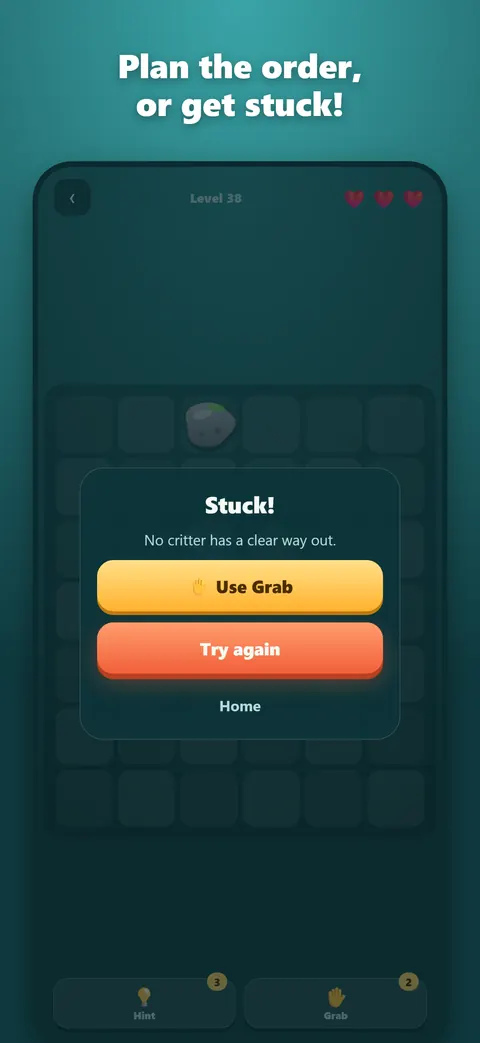 Plan the order,
or get stuck!
Level 38
Stuck!
No critter has a clear way out.
Use Grab
Try again
Home
3
2
Hint
Grab